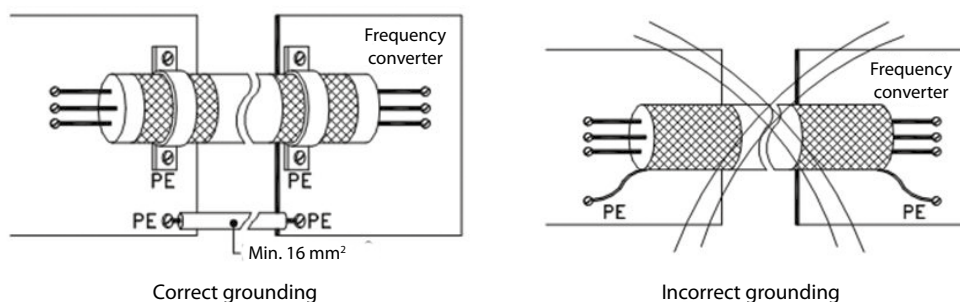 Frequency
converter
PE
PE
PE
PE
Min. 16 mm²
Correct grounding
Frequency
converter
PE
PE
Incorrect grounding